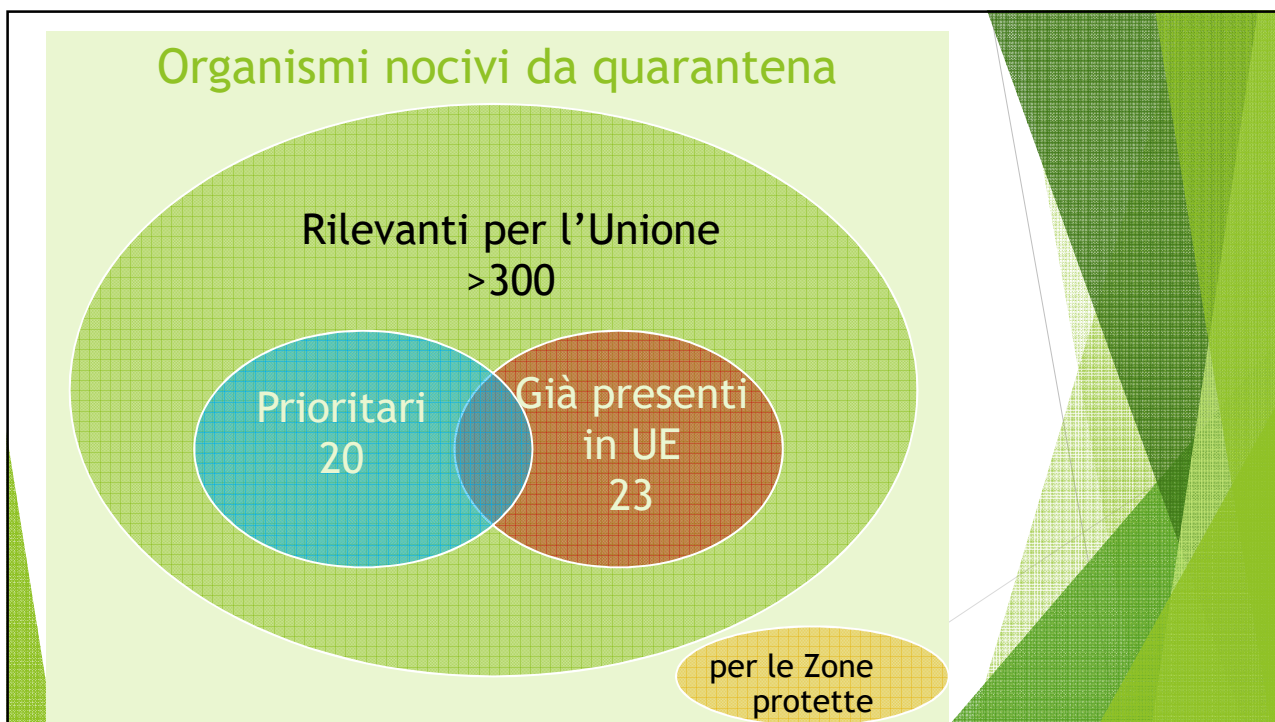 Organismi nocivi da quarantena
Rilevanti per l’Unione
>300
Prioritari
20
Già presenti
in UE
23
per le Zone
protette